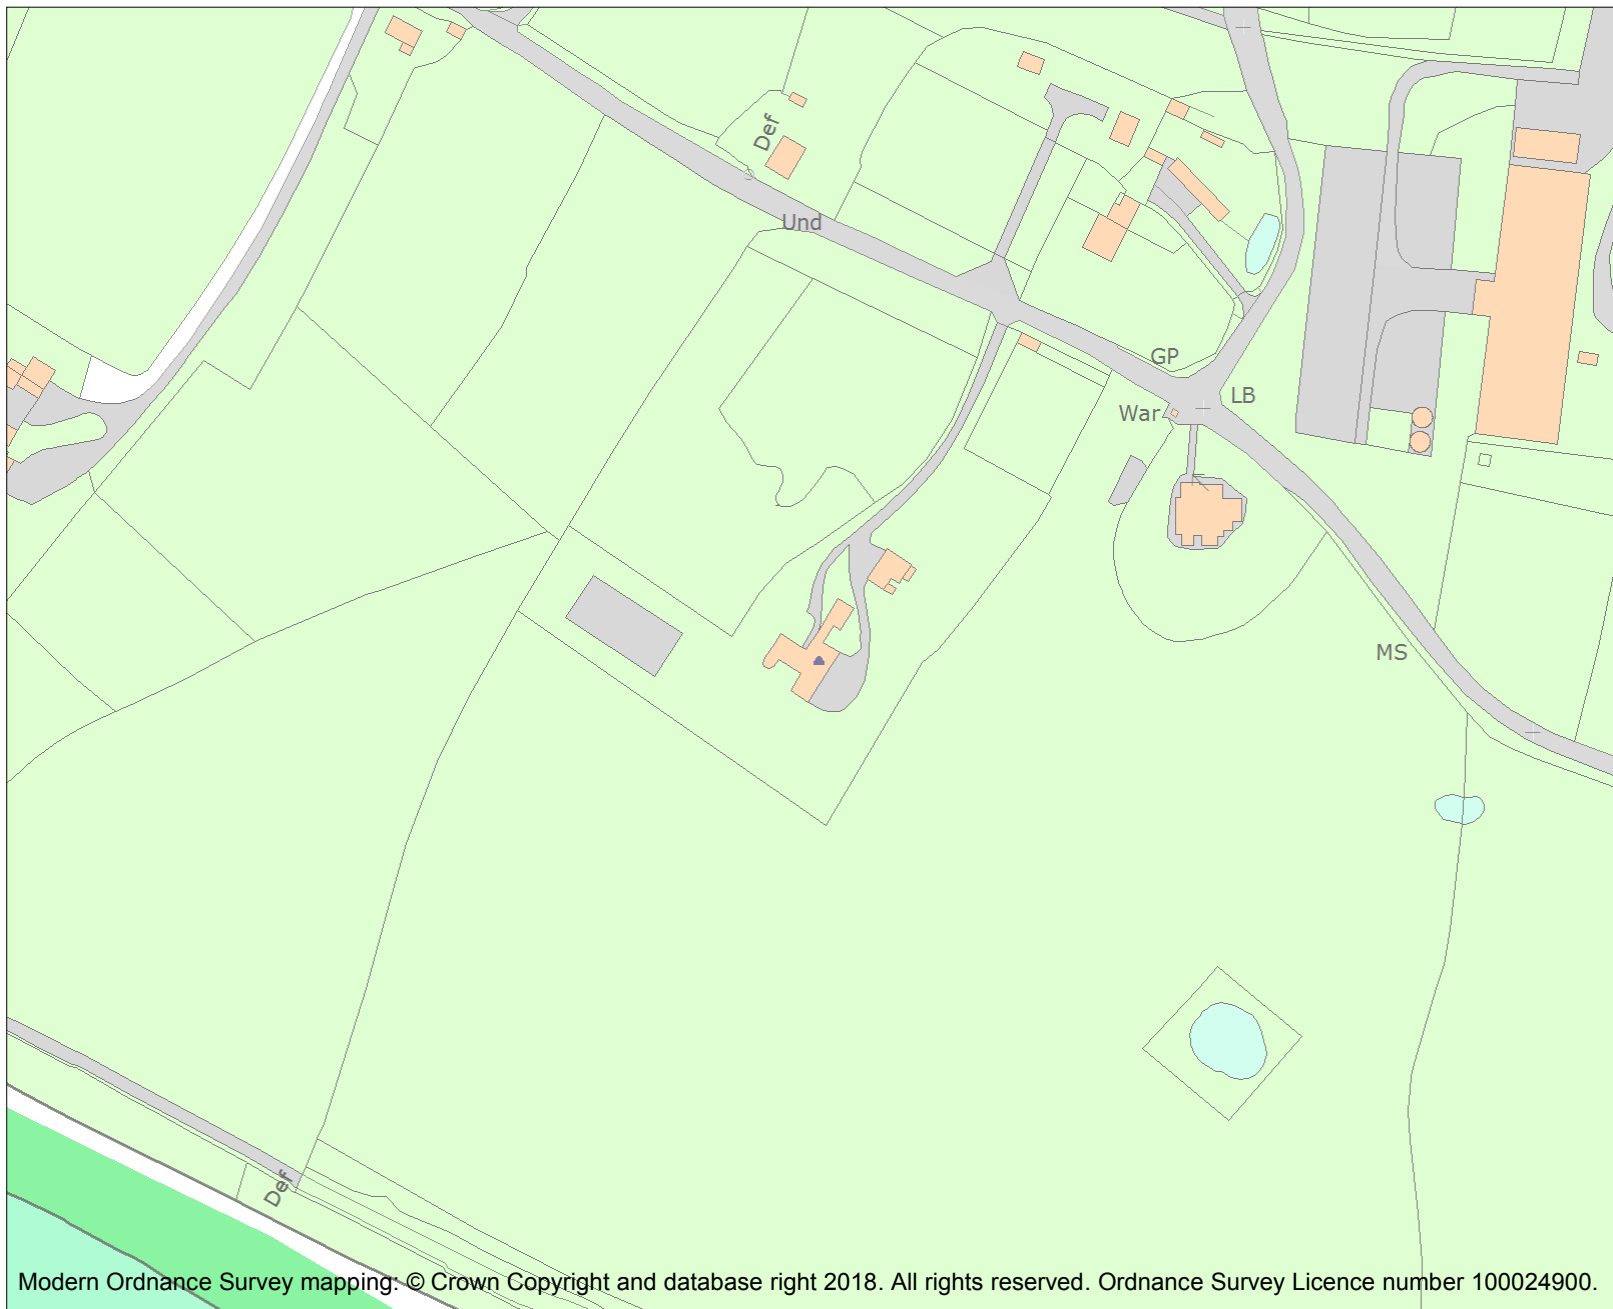 Def
Und
GP
LB
War
MS
Def
Modern Ordnance Survey mapping: © Crown Copyright and database right 2018. All rights reserved. Ordnance Survey Licence number 100024900.